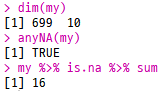 > dim(my)
[1] 699  10
> anyNA(my)
[1] TRUE
> my %>% is.na %>% sum
[1] 16